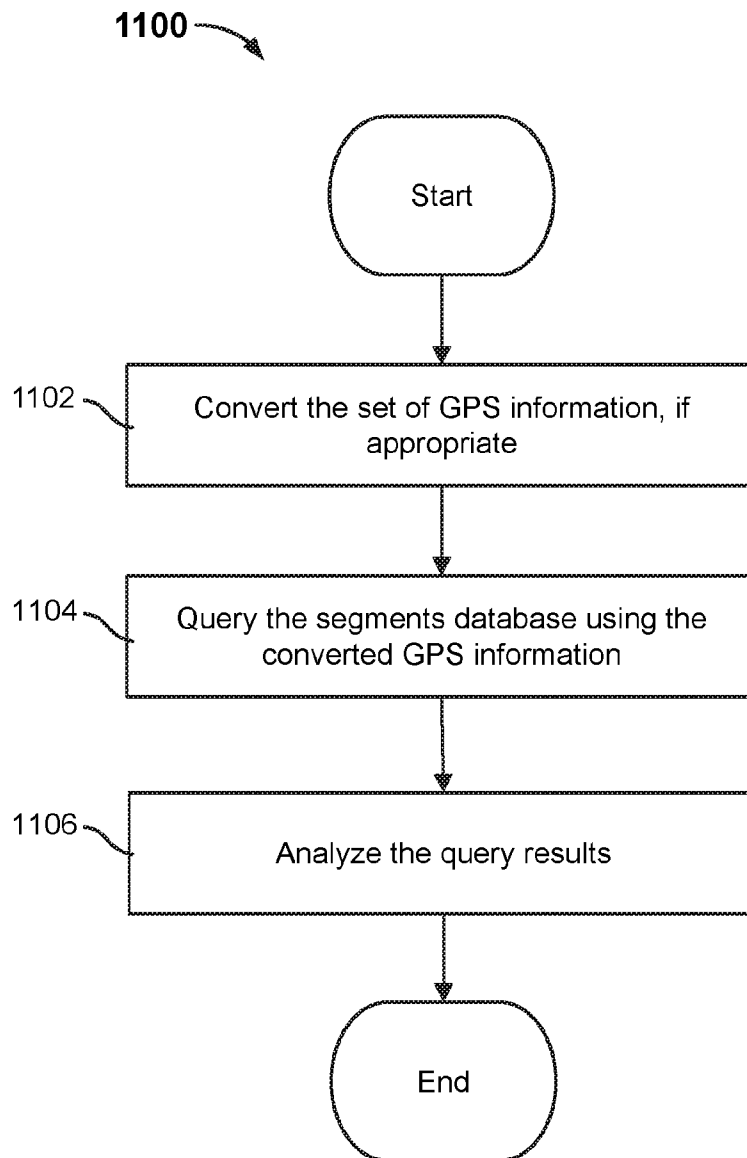 1100
Start
1102
Convert the set of GPS information, if
appropriate
1104
Query the segments database using the
converted GPS information
1106
Analyze the query results
End